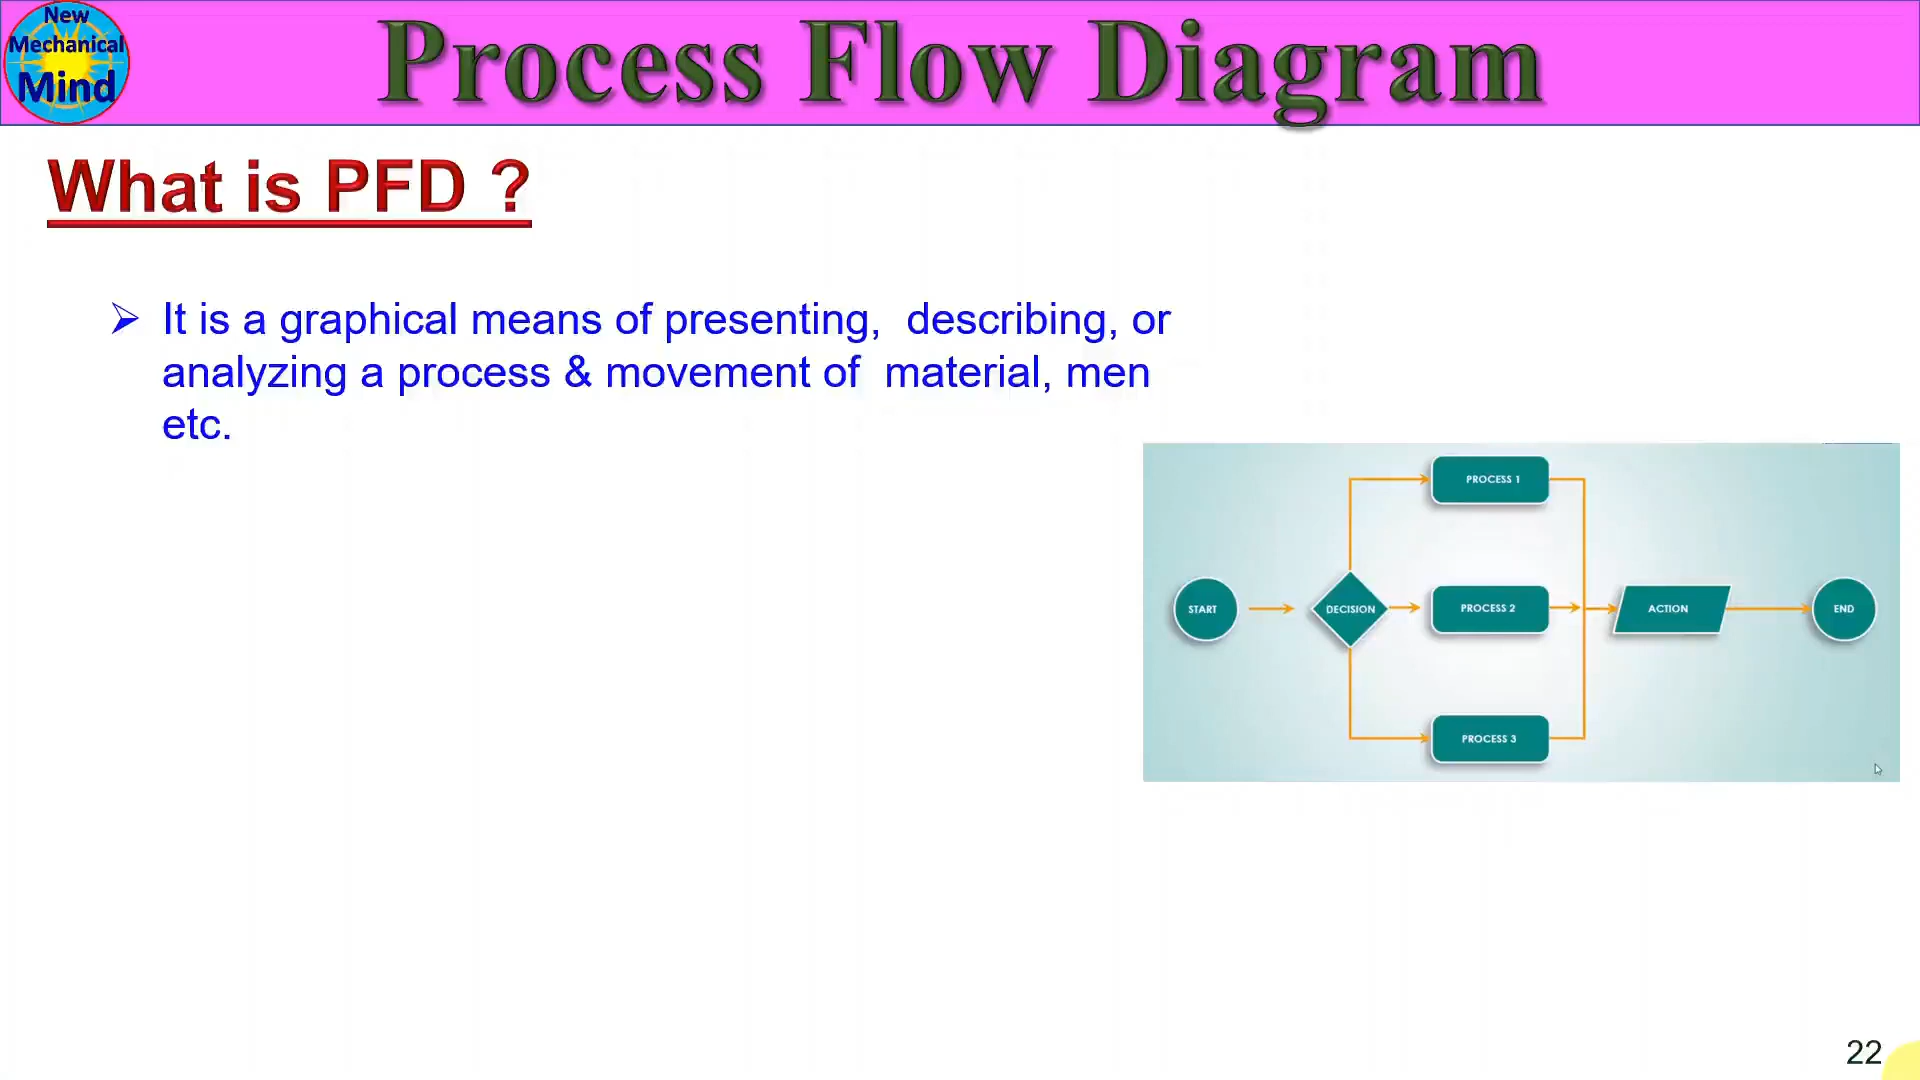 New
Mechanical
Mind
Process Flow Diagram
What is PFD ?
It is a graphical means of presenting, describing, or
analyzing a process & movement of material, men
etc.
PROCESS 1
START
DECISION
PROCESS 2
ACTION
END
PROCESS 3
22